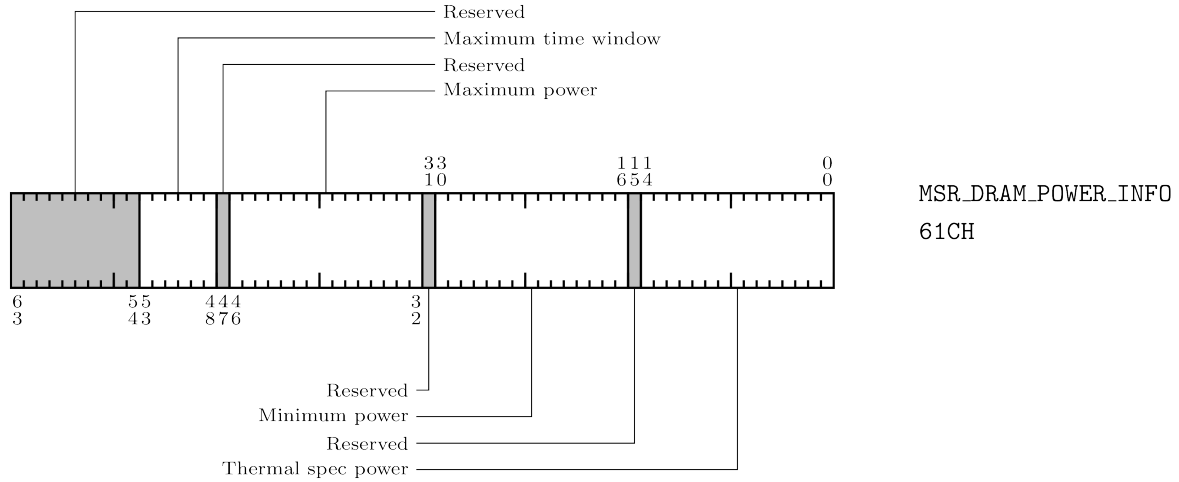 Reserved
Maximum time window
Reserved
Maximum power
33 111 0
10 654 0
MSR_DRAM_POWER_INFO
61CH
6 55 444 3
3 43 876 2
Reserved
Minimum power
Reserved
Thermal spec power